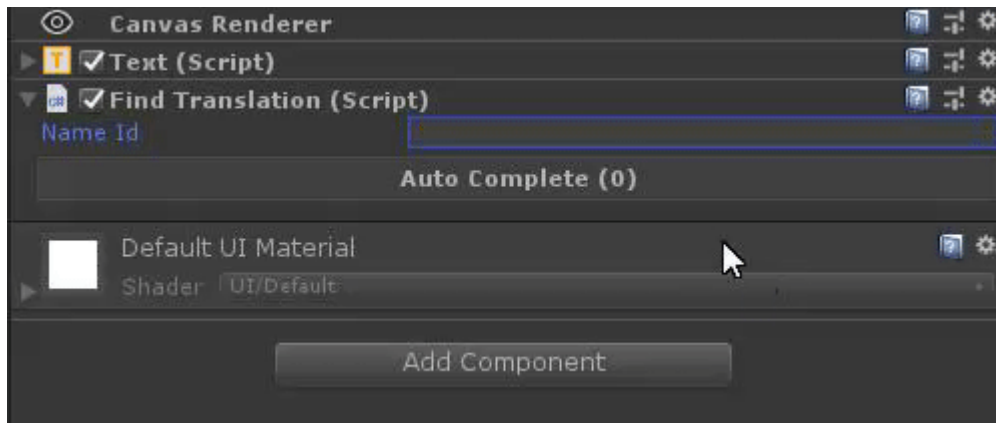 Canvas Renderer
Text (Script)
Find Translation (Script)
Name Id
Auto Complete (0)
Default UI Material
Shader UI/Default
Add Component